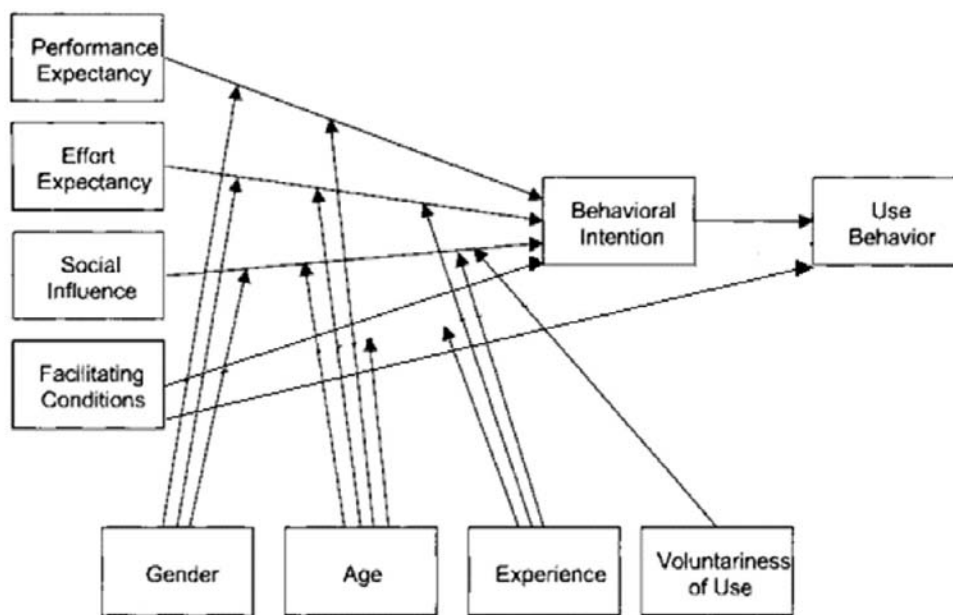 Performance
Expectancy
Effort
Expectancy
Social
Influence
Facilitating
Conditions
Behavioral
Intention
Use
Behavior
Gender
Age
Experience
Voluntariness
of Use